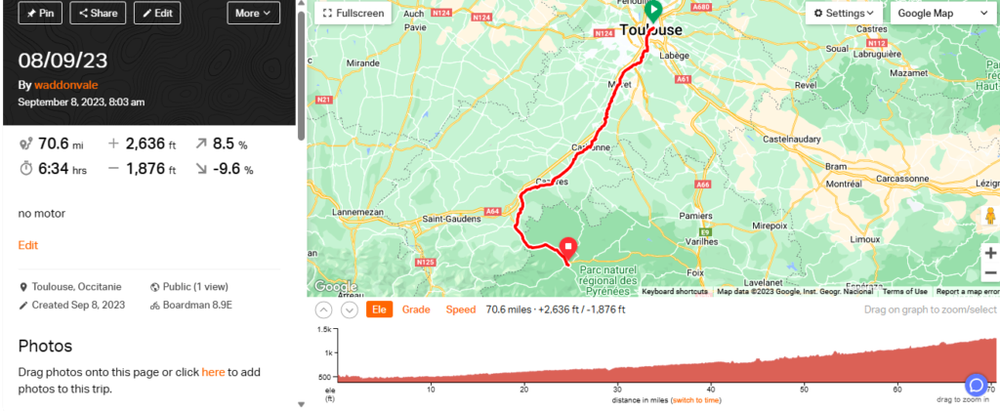 Pin
Share
Edit
More
08/09/23
By waddonvale
September 8, 2023, 8:03 am
70.6 mi
+ 2,636 ft
8.5 %
6:34 hrs
− 1,876 ft
-9.6 %
no motor
Edit
Toulouse, Occitanie
Public (1 view)
Created Sep 8, 2023
Boardman 8.9E
Photos
Drag photos onto this page or click here to add
photos to this trip.
Fullscreen
Settings
Google Map
Auch
Pavie
N124
A680
Toulouse
N124
Castres
N112
Soual
Labruguière
Labège
Mirande
Mazamet
A61
Revel
N21
Castelnaudary
Bram
Montréal
Carcassonne
A66
Lannemezan
A64
Saint-Gaudens
Pamiers
Mirepoix
E9
Varilhes
Limoux
N125
Foix
Parc naturel
régional des
Pyrénées
Google
Keyboard shortcuts
Map data ©2023 Google, Inst. Geogr. Nacional
Terms of Use
Report a map error
Ele
Grade
Speed
70.6 miles · +2,636 ft / -1,876 ft
Drag on graph to zoom/select
1.5k
1k
500
ele
(ft)
10
20
30
40
50
60
70
distance in miles (switch to time)
drag to zoom in